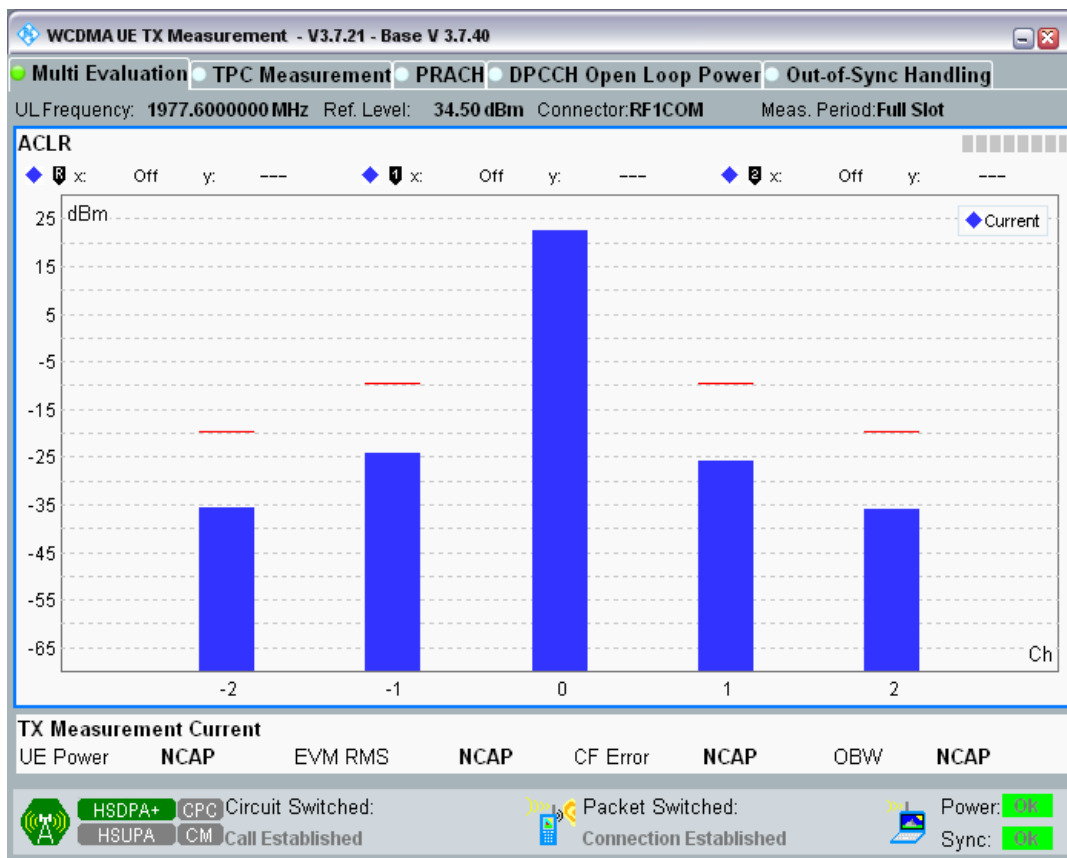 WCDMA UE TX Measurement - V3.7.21 - Base V 3.7.40
Multi Evaluation TPC Measurement PRACH DPCCH Open Loop Power Out-of-Sync Handling
UL Frequency: 1977.6000000 MHz Ref. Level: 34.50 dBm Connector:RF1COM Meas. Period:Full Slot
ACLR
R x: Off y: --- 1 x: Off y: --- 2 x: Off y: ---
dBm
Current
25
15
5
-5
-15
-25
-35
-45
-55
-65
Ch
-2 -1 0 1 2
TX Measurement Current
UE Power NCAP EVM RMS NCAP CF Error NCAP OBW NCAP
HSDPA+ CPC Circuit Switched: Packet Switched: Power: Ok
HSUPA CM Call Established Connection Established Sync: Ok